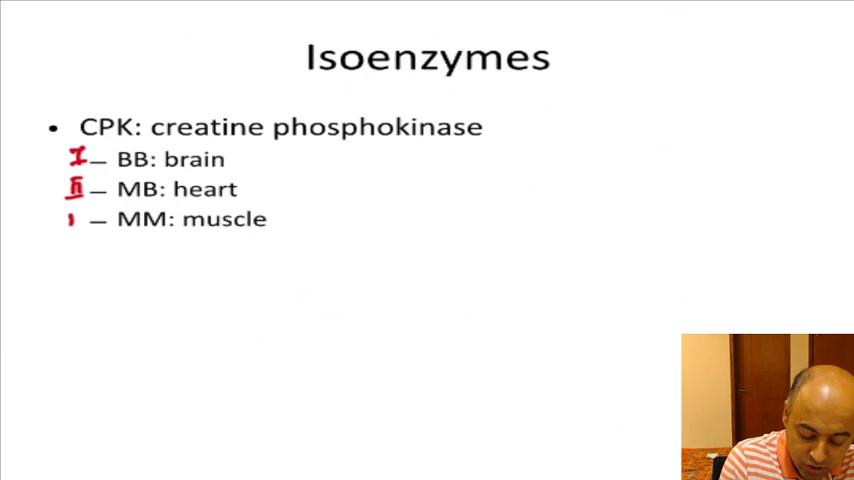 Isoenzymes
• CPK: creatine phosphokinase
I – BB: brain
II – MB: heart
I – MM: muscle